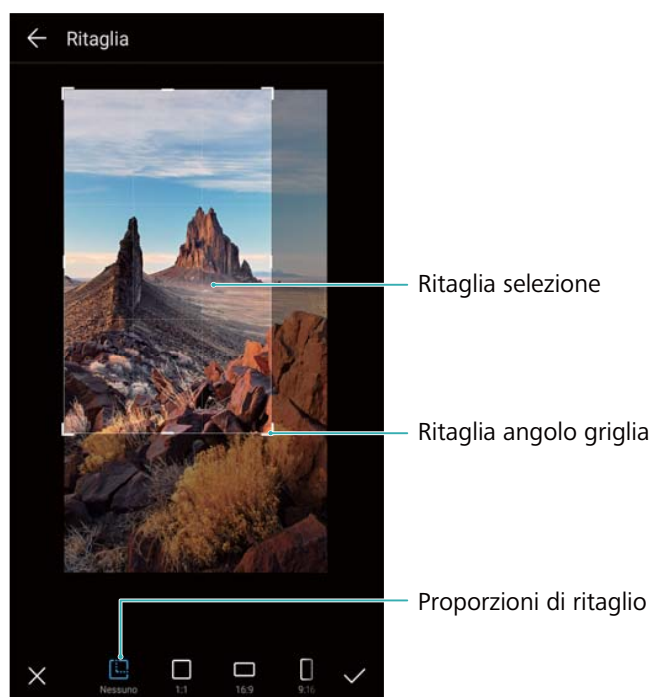 Ritaglia
Ritaglia selezione
Ritaglia angolo griglia
Proporzioni di ritaglio
Nessuno
1:1
16:9
9:16